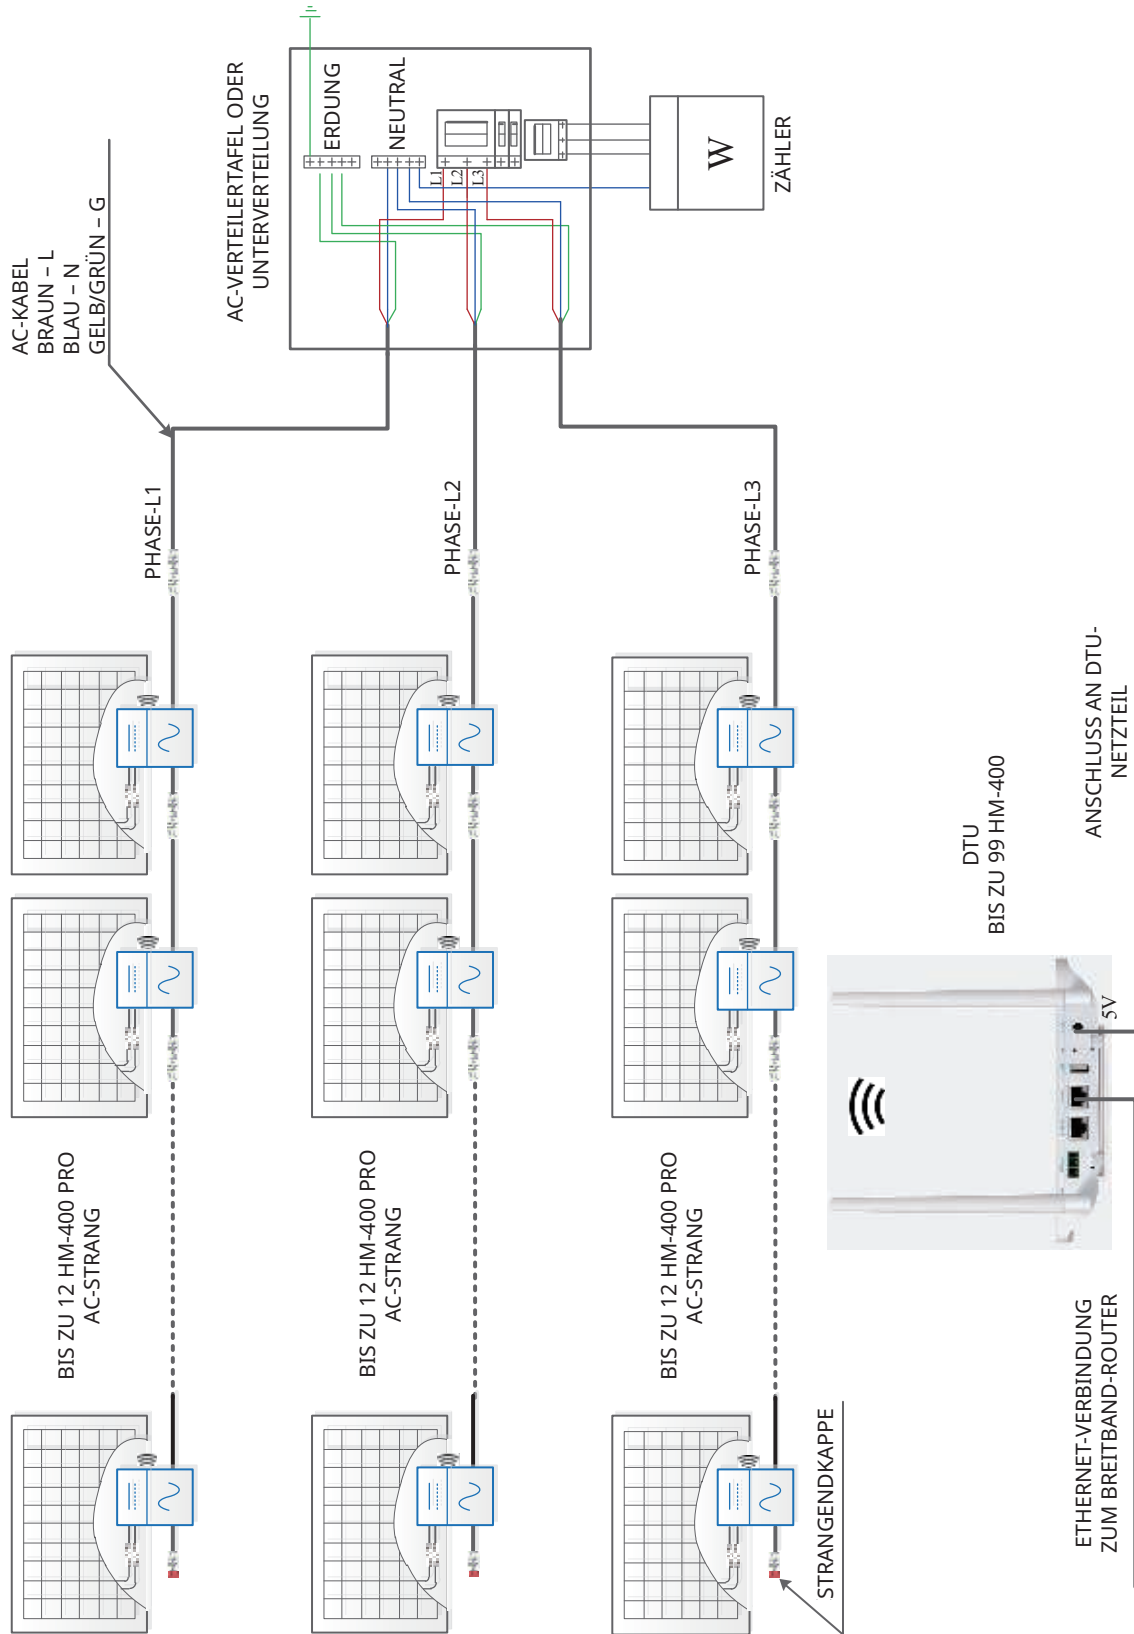 AC-KABEL
BRAUN – L
BLAU – N
GELB/GRÜN – G
AC-VERTEILERTAFEL ODER
UNTERVERTEILUNG
ERDUNG
NEUTRAL
L1
L2
L3
W
ZÄHLER
PHASE-L1
PHASE-L2
PHASE-L3
BIS ZU 12 HM-400 PRO
AC-STRANG
BIS ZU 12 HM-400 PRO
AC-STRANG
BIS ZU 12 HM-400 PRO
AC-STRANG
STRANGENDKAPPE
DTU
BIS ZU 99 HM-400
5V
ANSCHLUSS AN DTU-
NETZTEIL
ETHERNET-VERBINDUNG
ZUM BREITBAND-ROUTER